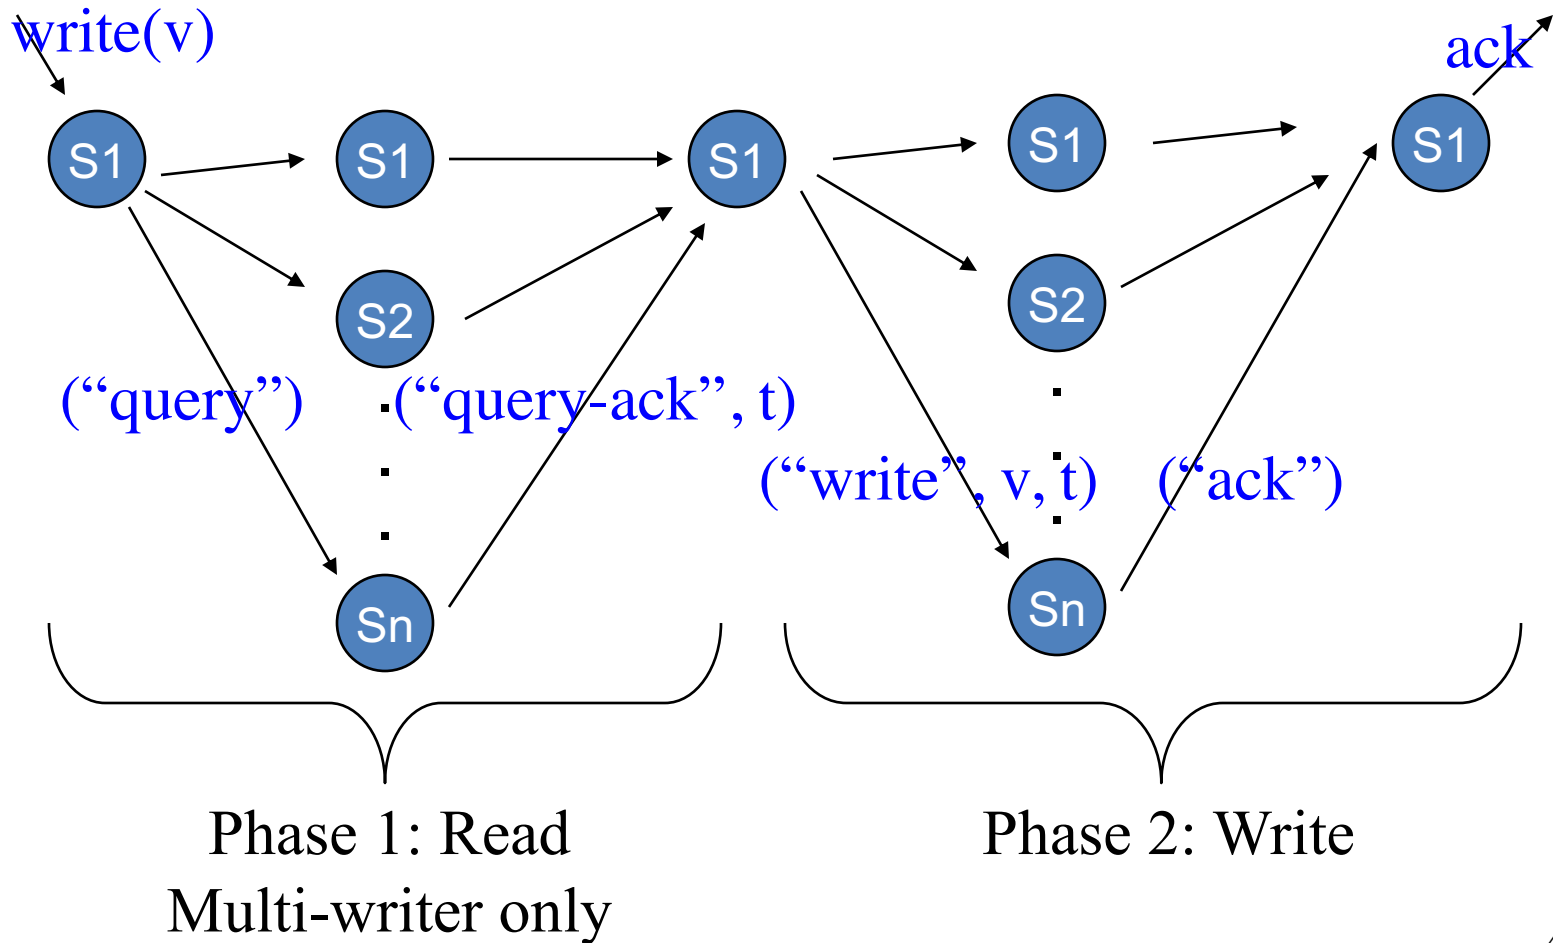 write(v)
ack
S1
S1
S1
S1
S1
S2
S2
(“query”)
(“query-ack”, t)
(“write”, v, t)
(“ack”)
Sn
Sn
Phase 1: Read
Multi-writer only
Phase 2: Write